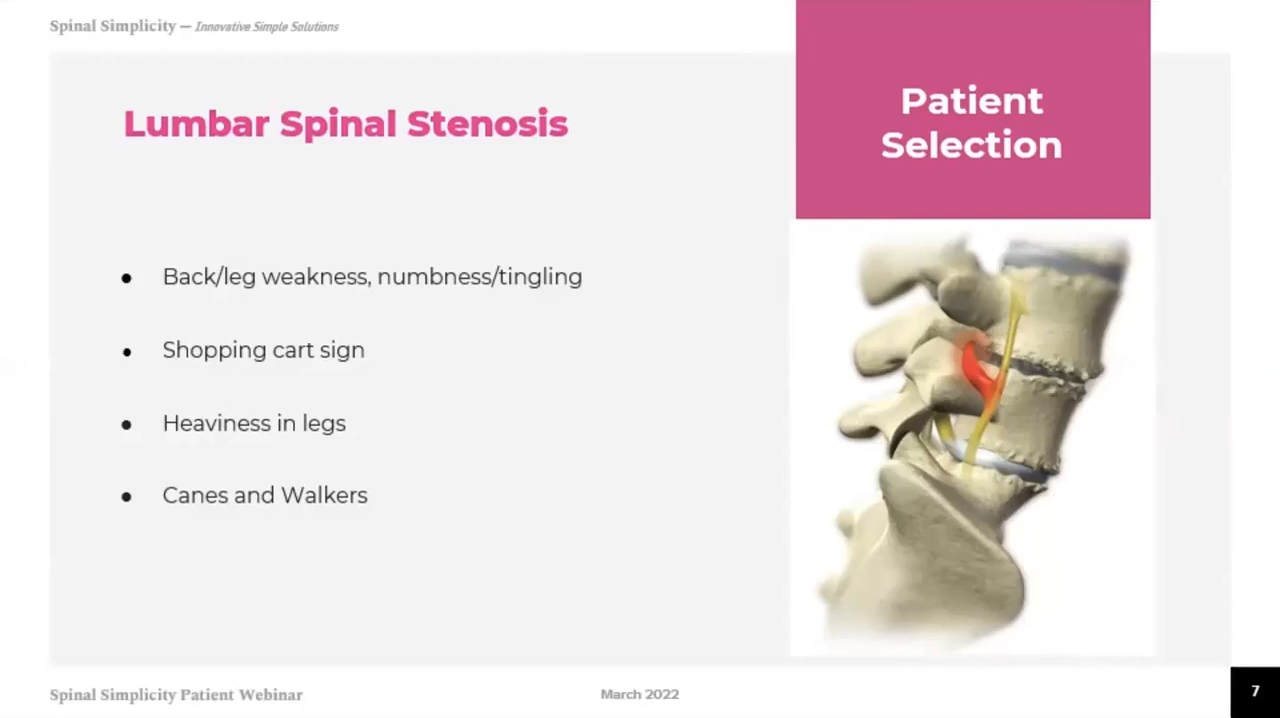 Spinal Simplicity — Innovative Simple Solutions
Patient
Selection
Lumbar Spinal Stenosis
● Back/leg weakness, numbness/tingling
● Shopping cart sign
● Heaviness in legs
● Canes and Walkers
Spinal Simplicity Patient Webinar
March 2022
7